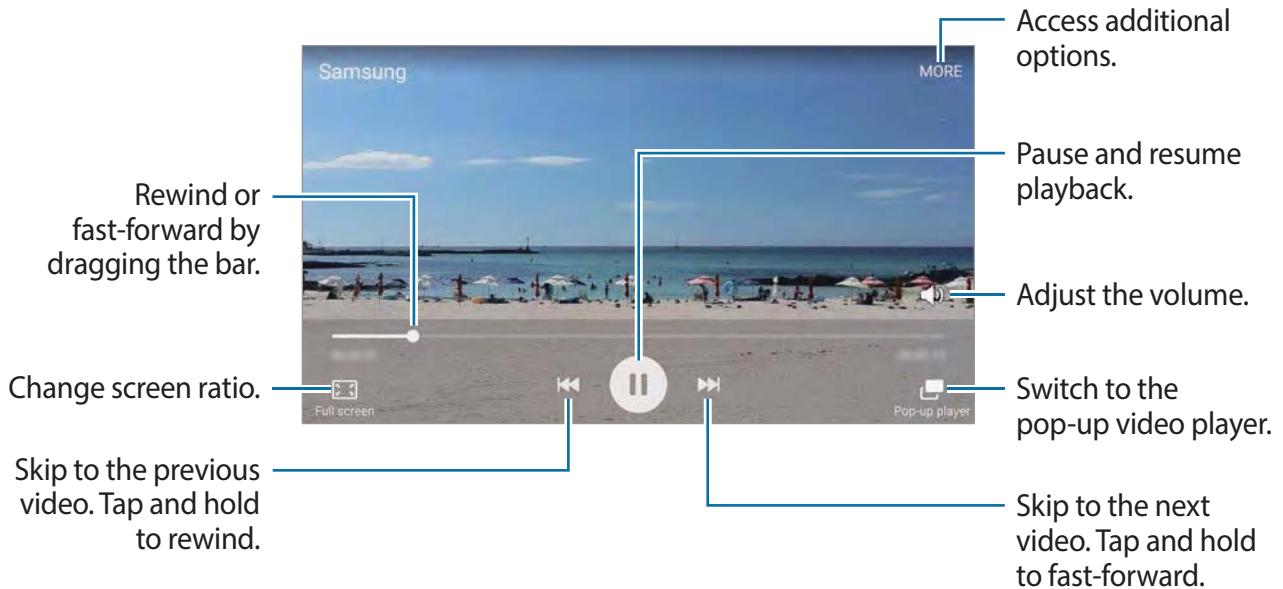 Access additional
options.
Samsung
MORE
Pause and resume
playback.
Rewind or
fast-forward by
dragging the bar.
Adjust the volume.
Change screen ratio.
Full screen
Pop-up player
Switch to the
pop-up video player.
Skip to the previous
video. Tap and hold
to rewind.
Skip to the next
video. Tap and hold
to fast-forward.